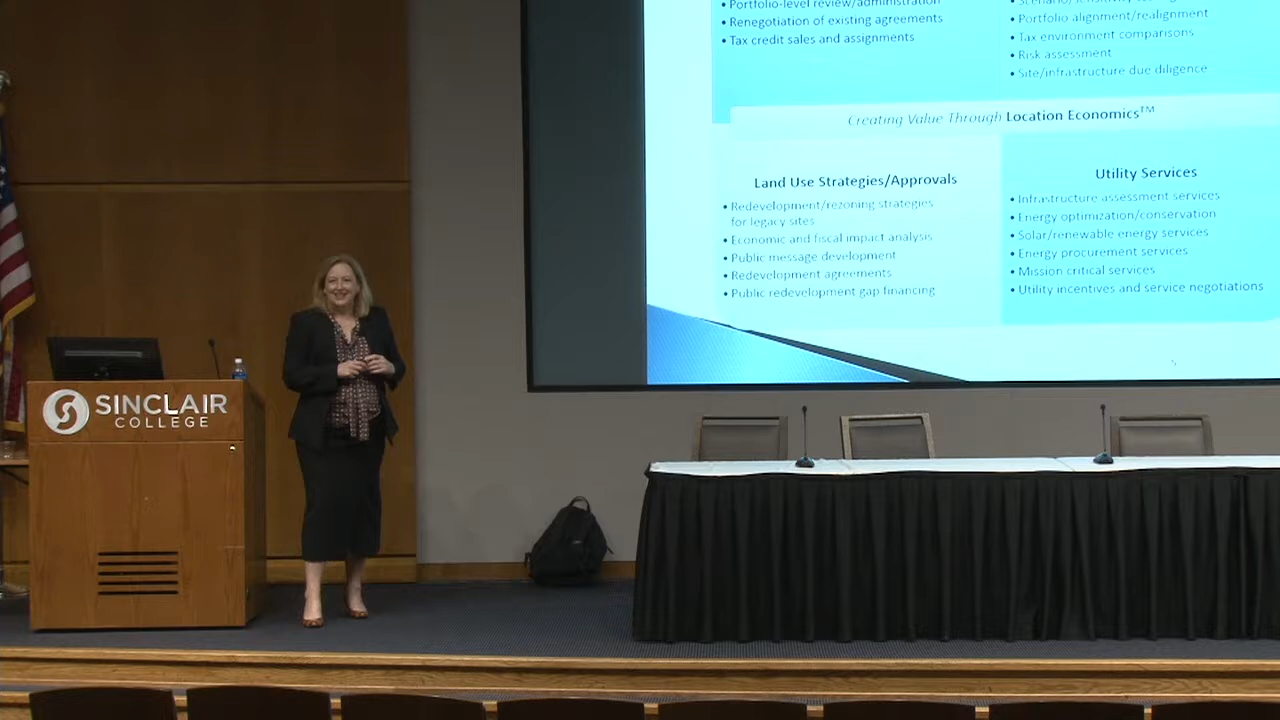 • Portfolio-level review/administration
• Renegotiation of existing agreements
• Tax credit sales and assignments
• Portfolio alignment/realignment
• Tax environment comparisons
• Risk assessment
• Site/infrastructure due diligence
Creating Value Through Location Economics™
Land Use Strategies/Approvals
• Redevelopment/rezoning strategies
for legacy sites
• Economic and fiscal impact analysis
• Public message development
• Redevelopment agreements
• Public redevelopment gap financing
Utility Services
• Infrastructure assessment services
• Energy optimization/conservation
• Solar/renewable energy services
• Energy procurement services
• Mission critical services
• Utility incentives and service negotiations
SINCLAIR
COLLEGE